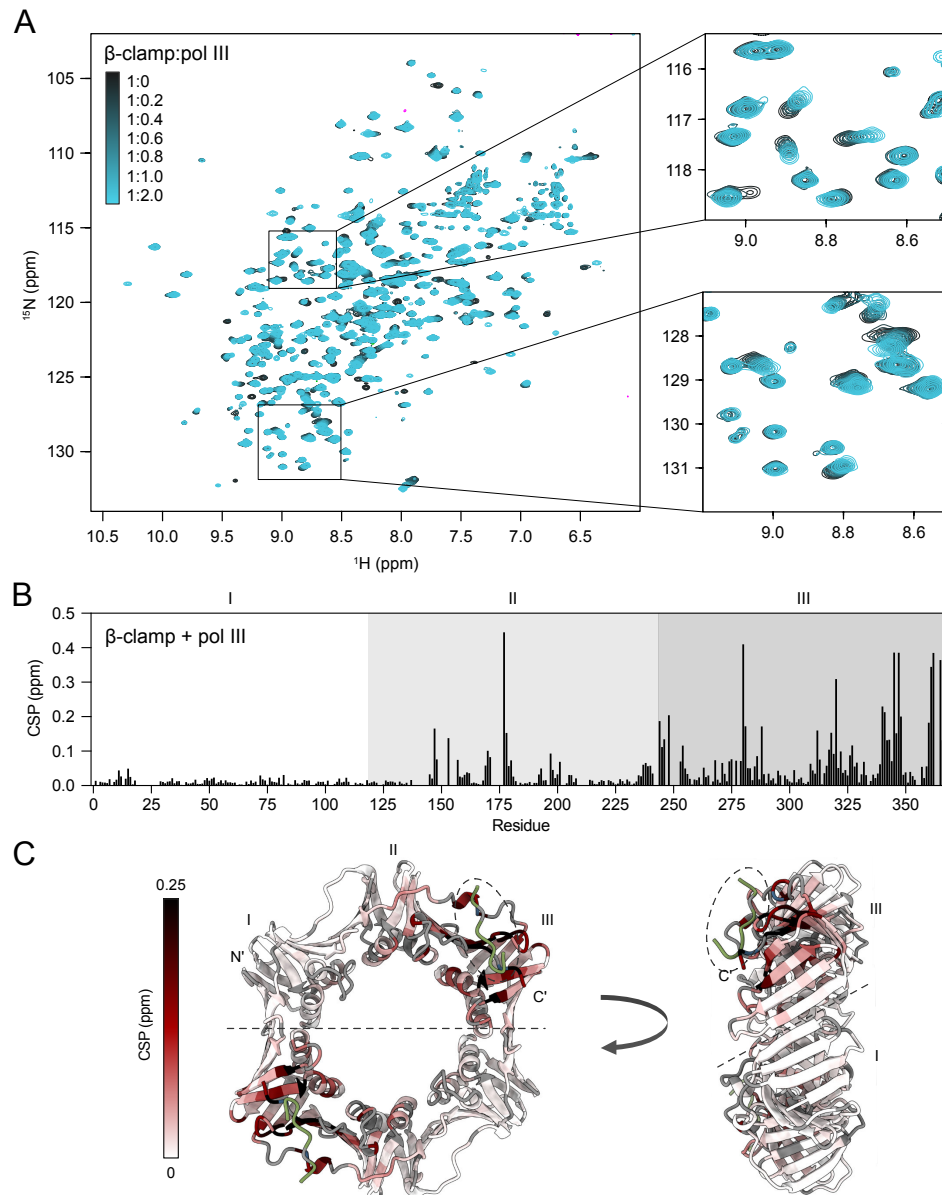 A
β-clamp:pol III
1:0
1:0.2
1:0.6
1:0.8
1:1.0
1:2.0
105
110
115
120
125
130
¹⁵N (ppm)
10.5 10.0 9.5 9.0 8.5 8.0 7.5 7.0 6.5
¹H (ppm)
116
117
118
9.0 8.8 8.6
128
129
130
131
9.0 8.8 8.6
B
I II III
β-clamp + pol III
0.5
0.4
0.3
0.2
0.1
0.0
CSP (ppm)
0 25 50 75 100 125 150 175 200 225 250 275 300 325 350
Residue
C
0.25
CSP (ppm)
0
II
I
N'
III
C'
III
C'
I